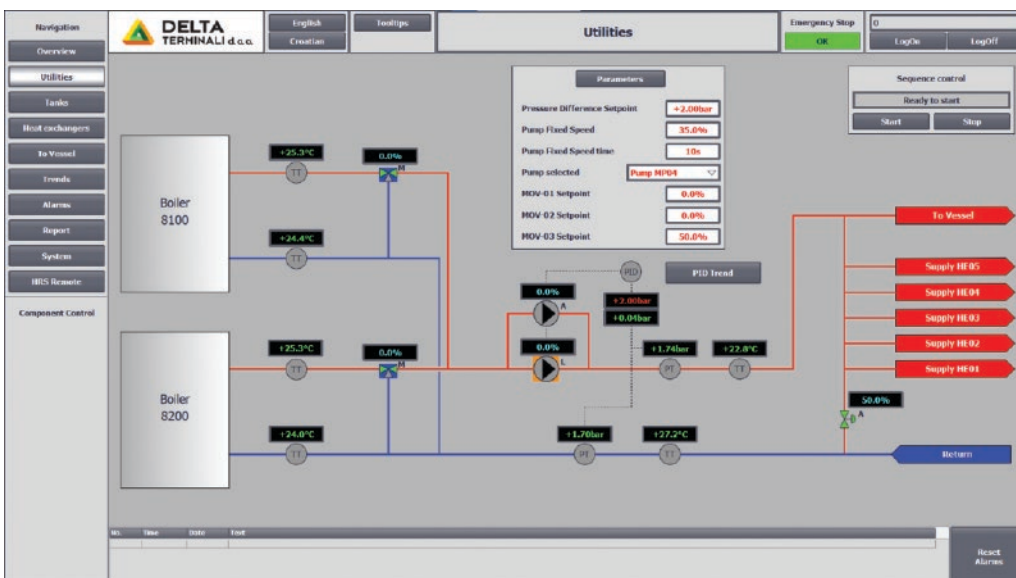 Navigation
Overview
Utilities
Tanks
Heat exchangers
To Vessel
Trends
Alarms
Report
System
HRS Remote
Component Control
DELTA
TERMINALI d.o.o.
English
Croatian
Tooltips
Utilities
Emergency Stop
OK
0
LogOn LogOff
Sequence control
Ready to start
Start Stop
Parameters
Pressure Difference Setpoint +2.00bar
Pump Fixed Speed 35.0%
Pump Fixed Speed time 10s
Pump selected Pump MP04
MOV-01 Setpoint 0.0%
MOV-02 Setpoint 0.0%
MOV-03 Setpoint 50.0%
Boiler
8100
+25.3°C
TT
0.0%
M
+24.4°C
TT
Boiler
8200
+25.3°C
TT
0.0%
M
+24.0°C
TT
PID
PID Trend
0.0%
A
+2.00bar
+0.04bar
0.0%
L
+1.74bar
PT
+22.8°C
TT
+1.70bar
PT
+27.2°C
TT
To Vessel
Supply HE05
Supply HE04
Supply HE03
Supply HE02
Supply HE01
50.0%
A
Return
No. Time Date Text
Reset
Alarms